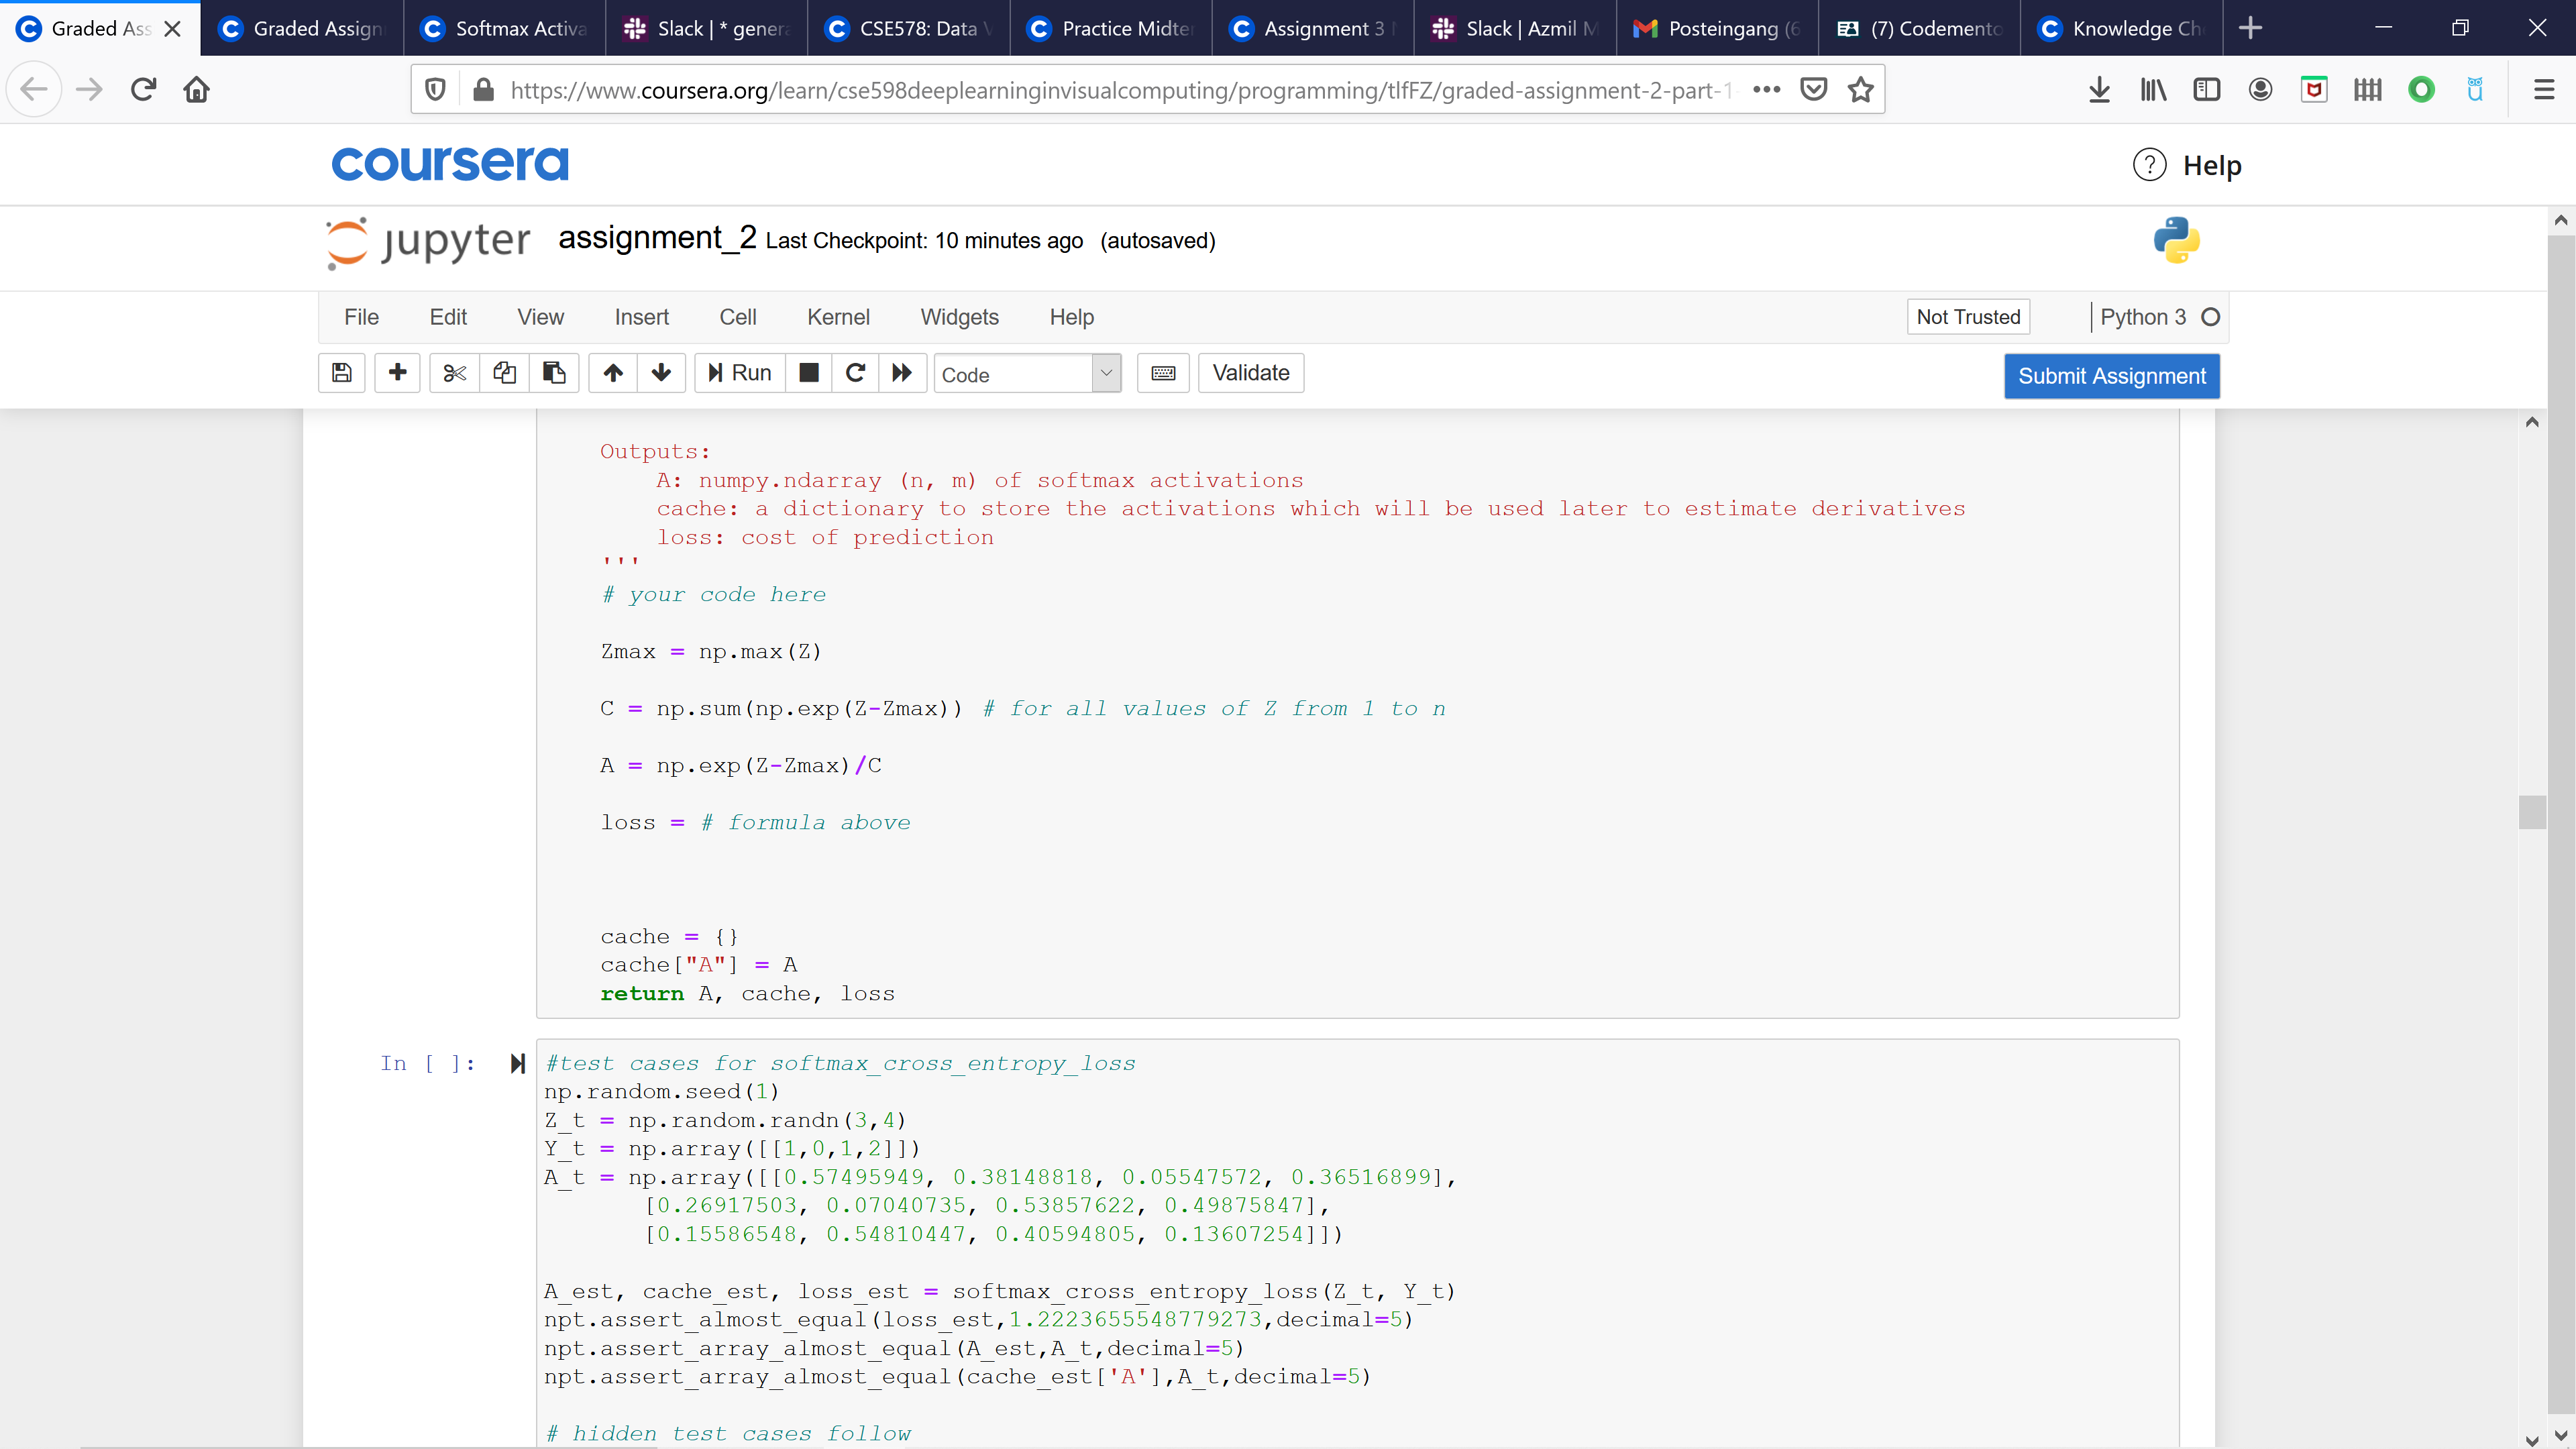 Graded Ass
Graded Assign
Softmax Activa
Slack | * genera
CSE578: Data V
Practice Midter
Assignment 3
Slack | Azmil M
Posteingang (6
(7) Codemento
Knowledge Ch
https://www.coursera.org/learn/cse598deeplearninginvisualcomputing/programming/tlfFZ/graded-assignment-2-part-1-
coursera
Help
jupyter assignment_2 Last Checkpoint: 10 minutes ago (autosaved)
File Edit View Insert Cell Kernel Widgets Help
Not Trusted
Python 3
Run
Code
Validate
Submit Assignment
Outputs:
A: numpy.ndarray (n, m) of softmax activations
cache: a dictionary to store the activations which will be used later to estimate derivatives
loss: cost of prediction
'''
# your code here
Zmax = np.max(Z)
C = np.sum(np.exp(Z-Zmax)) # for all values of Z from 1 to n
A = np.exp(Z-Zmax)/C
loss = # formula above
cache = {}
cache["A"] = A
return A, cache, loss
In [ ]:
#test cases for softmax_cross_entropy_loss
np.random.seed(1)
Z_t = np.random.randn(3,4)
Y_t = np.array([[1,0,1,2]])
A_t = np.array([[0.57495949, 0.38148818, 0.05547572, 0.36516899],
[0.26917503, 0.07040735, 0.53857622, 0.49875847],
[0.15586548, 0.54810447, 0.40594805, 0.13607254]])
A_est, cache_est, loss_est = softmax_cross_entropy_loss(Z_t, Y_t)
npt.assert_almost_equal(loss_est,1.2223655548779273,decimal=5)
npt.assert_array_almost_equal(A_est,A_t,decimal=5)
npt.assert_array_almost_equal(cache_est['A'],A_t,decimal=5)
# hidden test cases follow